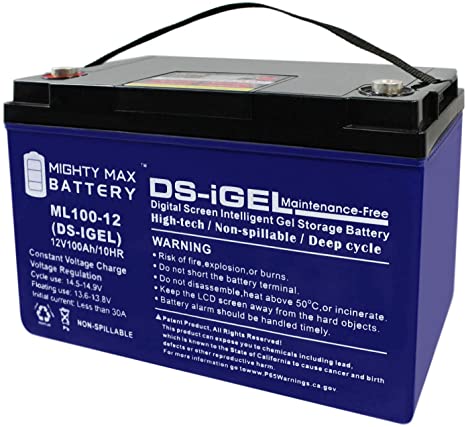 MIGHTY MAX™
BATTERY
ML100-12
(DS-IGEL)
12V100Ah/10HR
Constant Voltage Charge
Voltage Regulation
Cycle use: 14.5-14.9V
Floating use: 13.6-13.8V
Initial current: Less than 30A
NON-SPILLABLE
DS-iGEL Maintenance-Free
Digital Screen Intelligent Gel Storage Battery
High-tech / Non-spillable / Deep cycle
WARNING
• Risk of fire,explosion,or burns.
• Do not short the battery terminal.
• Do not disassemble,heat above 50°C,or incinerate.
• Keep the LCD screen away from the hard objects.
• Battery alarm should be handled timely.
Patent Product. All Rights Reserved!
This product can expose you to chemicals including lead,
which is known to the State of California to cause cancer and birth
defects or other reproductive harm.
For more information go to www.P65Warnings.ca.gov